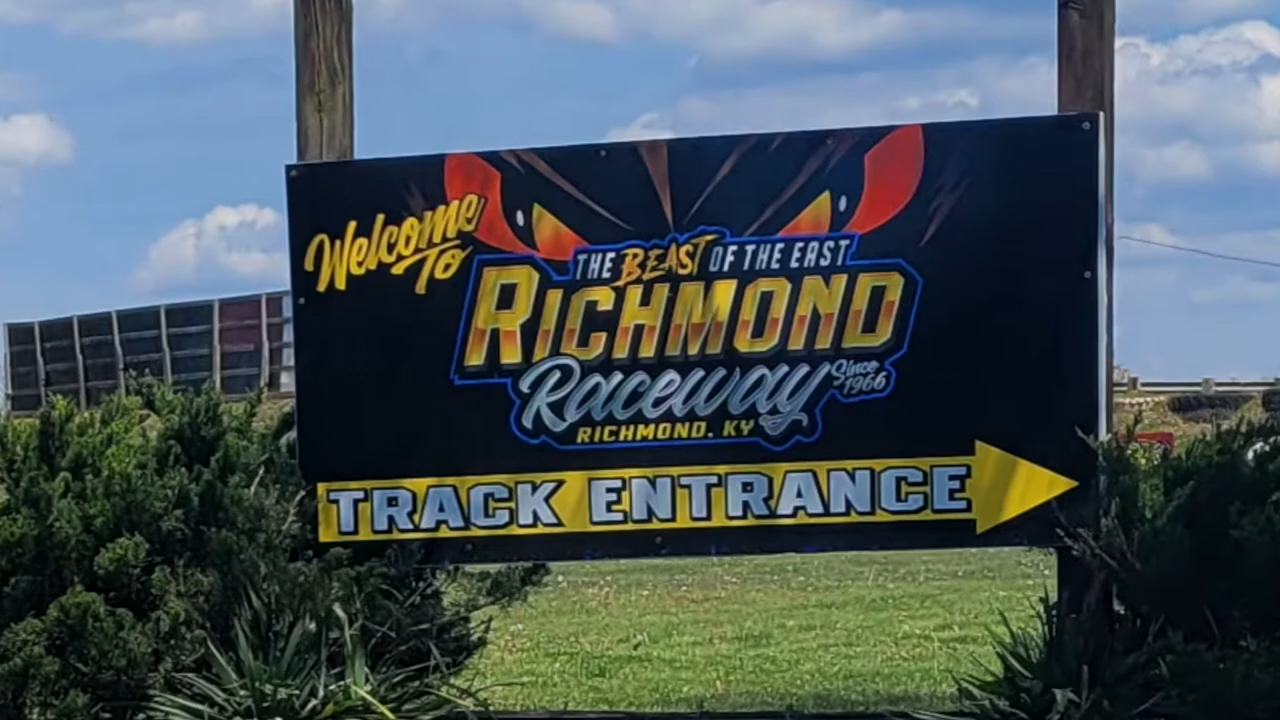 Welcome
To
THE BEAST OF THE EAST
RICHMOND
Raceway
Since
1966
RICHMOND, KY
TRACK ENTRANCE